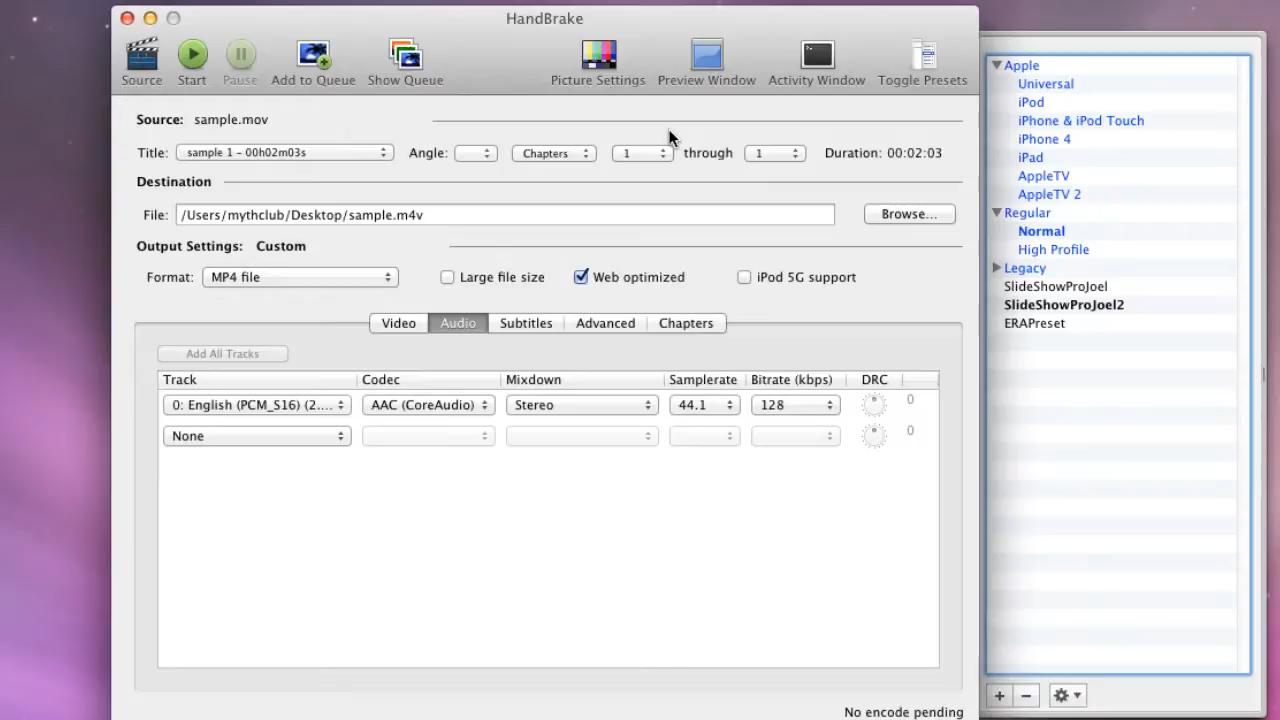 HandBrake
Source Start Pause Add to Queue Show Queue Picture Settings Preview Window Activity Window Toggle Presets
Source: sample.mov
Title: sample 1 - 00h02m03s Angle: Chapters 1 through 1 Duration: 00:02:03
Destination
File: /Users/mythclub/Desktop/sample.m4v Browse...
Output Settings: Custom
Format: MP4 file Large file size Web optimized iPod 5G support
Video Audio Subtitles Advanced Chapters
Add All Tracks
Track Codec Mixdown Samplerate Bitrate (kbps) DRC
0: English (PCM_S16) (2.... AAC (CoreAudio) Stereo 44.1 128 0
None 0
No encode pending
Apple
Universal
iPod
iPhone & iPod Touch
iPhone 4
iPad
AppleTV
AppleTV 2
Regular
Normal
High Profile
Legacy
SlideShowProJoel
SlideShowProJoel2
ERAPreset